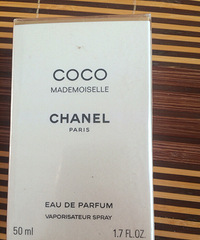 COCO
MADEMOISELLE
CHANEL
PARIS
EAU DE PARFUM
VAPORISATEUR SPRAY
50 ml 1.7 FL.OZ.